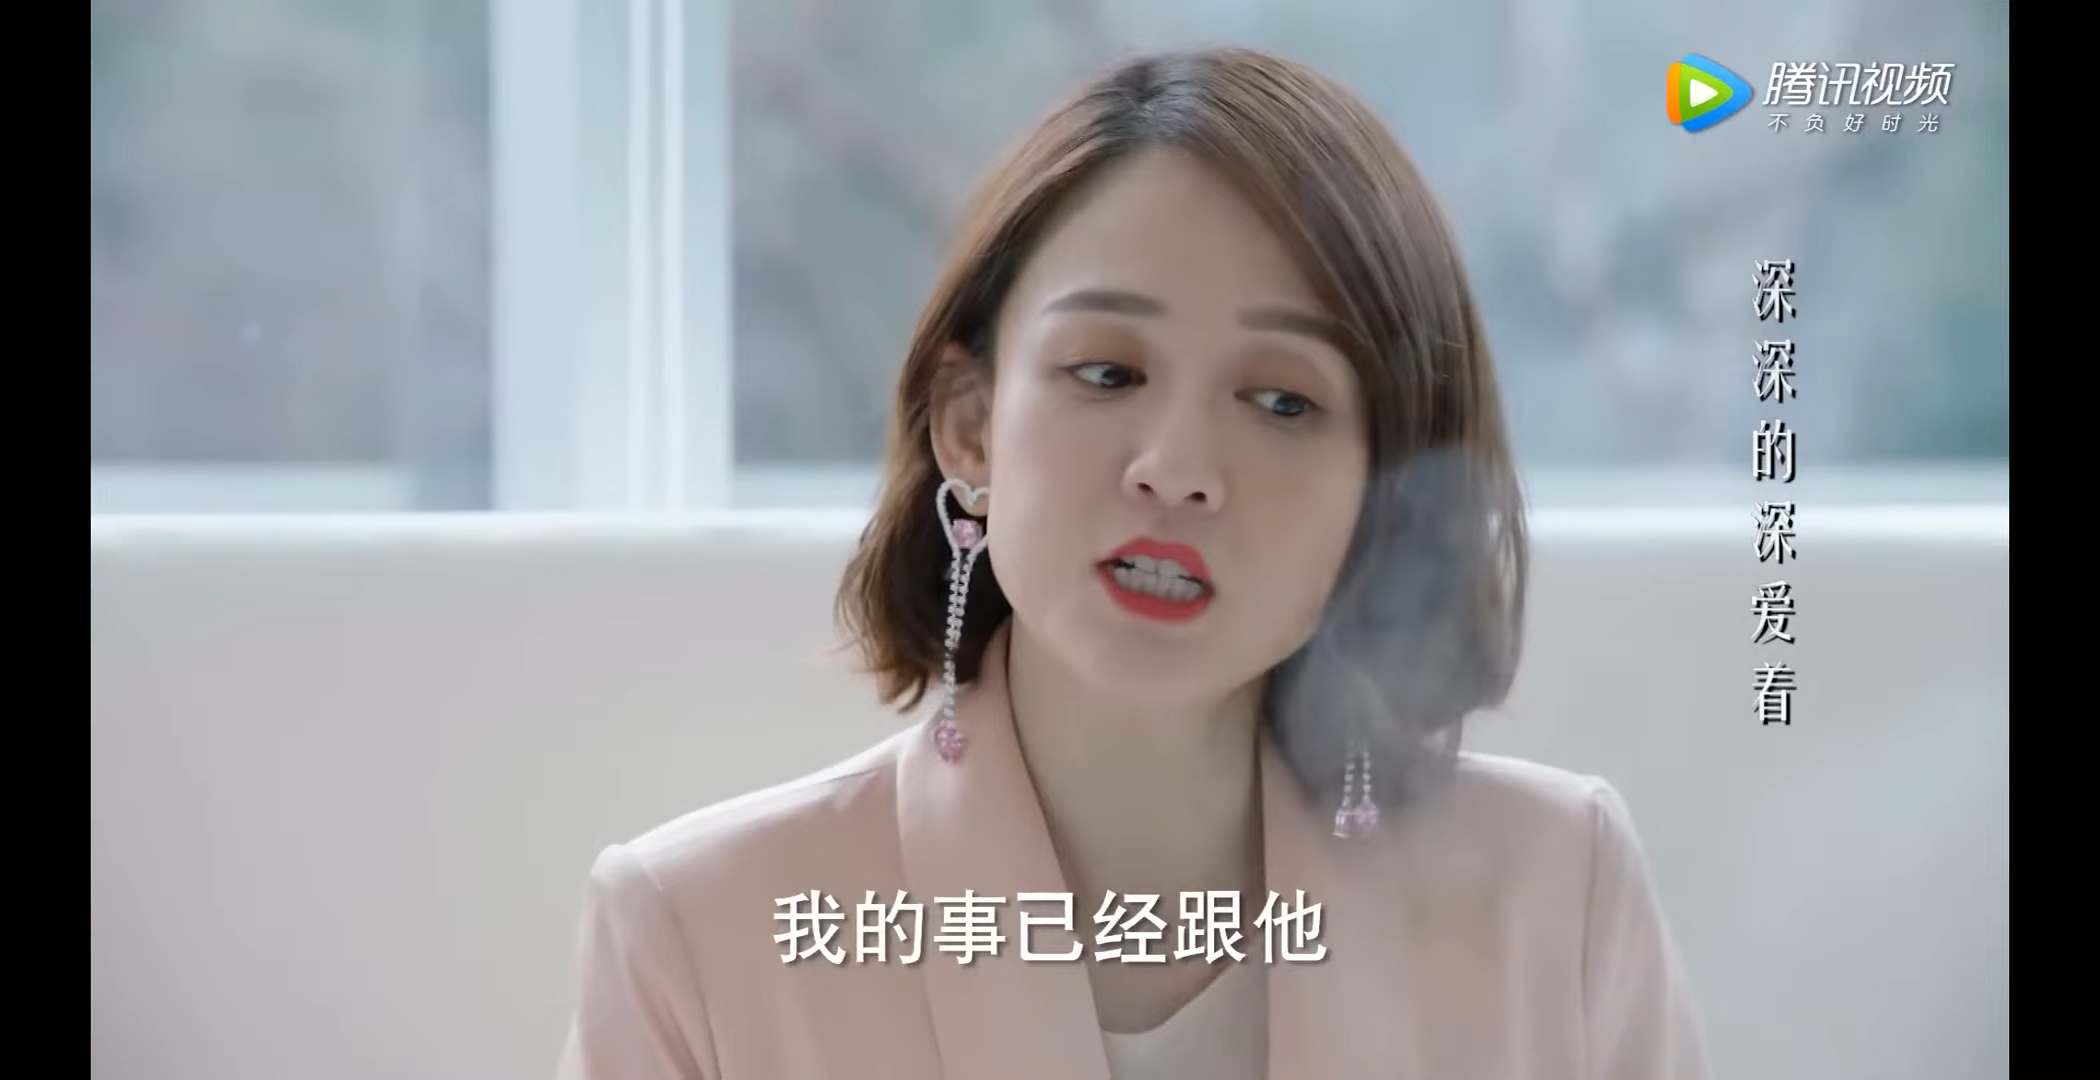 腾讯视频
不负好时光
深深的深爱着
我的事已经跟他